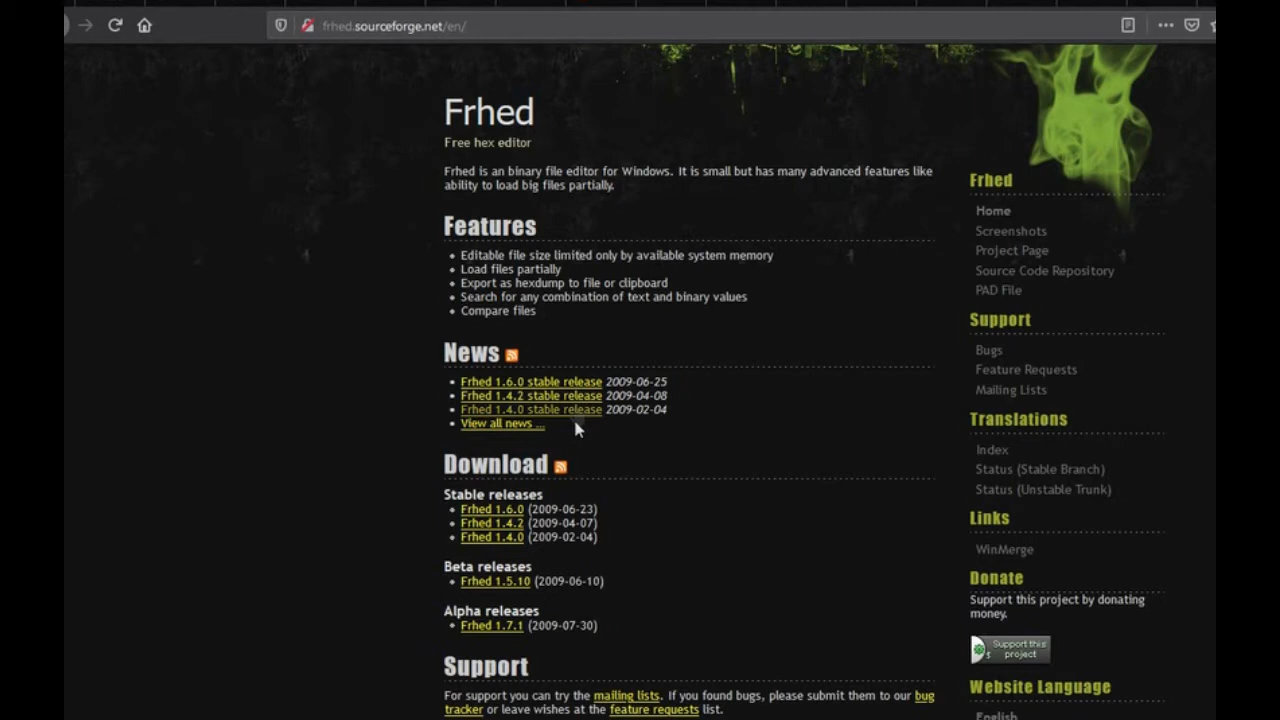 frhed.sourceforge.net/en/
Frhed
Free hex editor
Frhed is an binary file editor for Windows. It is small but has many advanced features like
ability to load big files partially.
Features
Editable file size limited only by available system memory
Load files partially
Export as hexdump to file or clipboard
Search for any combination of text and binary values
Compare files
News
Frhed 1.6.0 stable release 2009-06-25
Frhed 1.4.2 stable release 2009-04-08
Frhed 1.4.0 stable release 2009-02-04
View all news ...
Download
Stable releases
Frhed 1.6.0 (2009-06-23)
Frhed 1.4.2 (2009-04-07)
Frhed 1.4.0 (2009-02-04)
Beta releases
Frhed 1.5.10 (2009-06-10)
Alpha releases
Frhed 1.7.1 (2009-07-30)
Support
For support you can try the mailing lists. If you found bugs, please submit them to our bug
tracker or leave wishes at the feature requests list.
Frhed
Home
Screenshots
Project Page
Source Code Repository
PAD File
Support
Bugs
Feature Requests
Mailing Lists
Translations
Index
Status (Stable Branch)
Status (Unstable Trunk)
Links
WinMerge
Donate
Support this project by donating
money.
Support this
project
Website Language
English